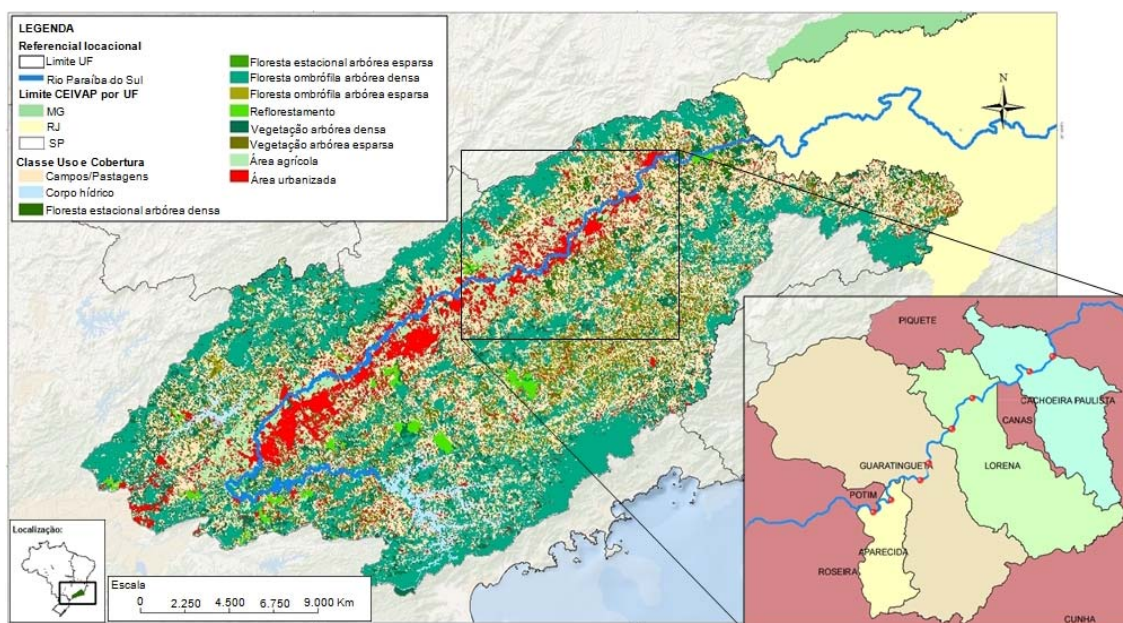 LEGENDA
Referencial locacional
Limite UF
Rio Paraíba do Sul
Limite CEIVAP por UF
MG
RJ
SP
Classe Uso e Cobertura
Campos/Pastagens
Corpo hídrico
Floresta estacional arbórea densa
Floresta estacional arbórea esparsa
Floresta ombrófila arbórea densa
Floresta ombrófila arbórea esparsa
Reflorestamento
Vegetação arbórea densa
Vegetação arbórea esparsa
Área agrícola
Área urbanizada
N
PIQUETE
CACHOEIRA PAULISTA
CANAS
GUARATINGUETÁ
LORENA
POTIM
APARECIDA
ROSEIRA
CUNHA
Localização:
Escala
0 2.250 4.500 6.750 9.000 Km